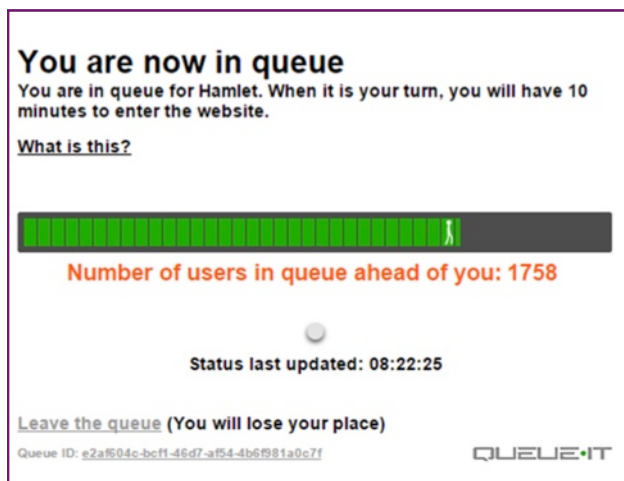 You are now in queue
You are in queue for Hamlet. When it is your turn, you will have 10
minutes to enter the website.
What is this?
Number of users in queue ahead of you: 1758
Status last updated: 08:22:25
Leave the queue (You will lose your place)
Queue ID: e2af604c-bcf1-46d7-af54-4b6f981a0c7f
QUEUE•IT